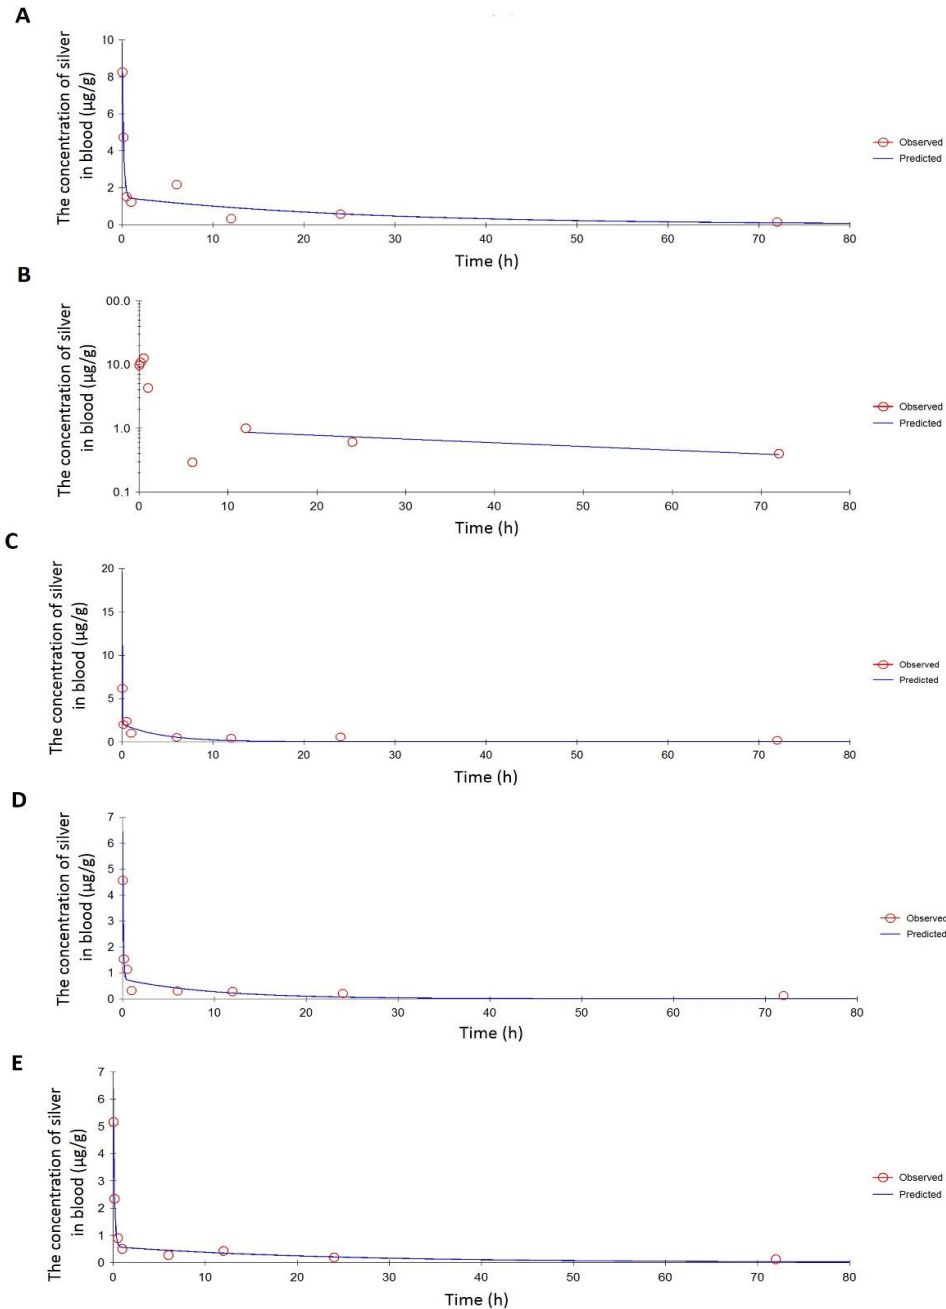 A
The concentration of silver
in blood (µg/g)
10
8
6
4
2
0
0 10 20 30 40 50 60 70 80
Time (h)
Observed
Predicted
B
The concentration of silver
in blood (µg/g)
00.0
10.0
1.0
0.1
0 10 20 30 40 50 60 70 80
Time (h)
Observed
Predicted
C
The concentration of silver
in blood (µg/g)
20
15
10
5
0
0 10 20 30 40 50 60 70 80
Time (h)
Observed
Predicted
D
The concentration of silver
in blood (µg/g)
7
6
5
4
3
2
1
0
0 10 20 30 40 50 60 70 80
Time (h)
Observed
Predicted
E
The concentration of silver
in blood (µg/g)
7
6
5
4
3
2
1
0
0 10 20 30 40 50 60 70 80
Time (h)
Observed
Predicted